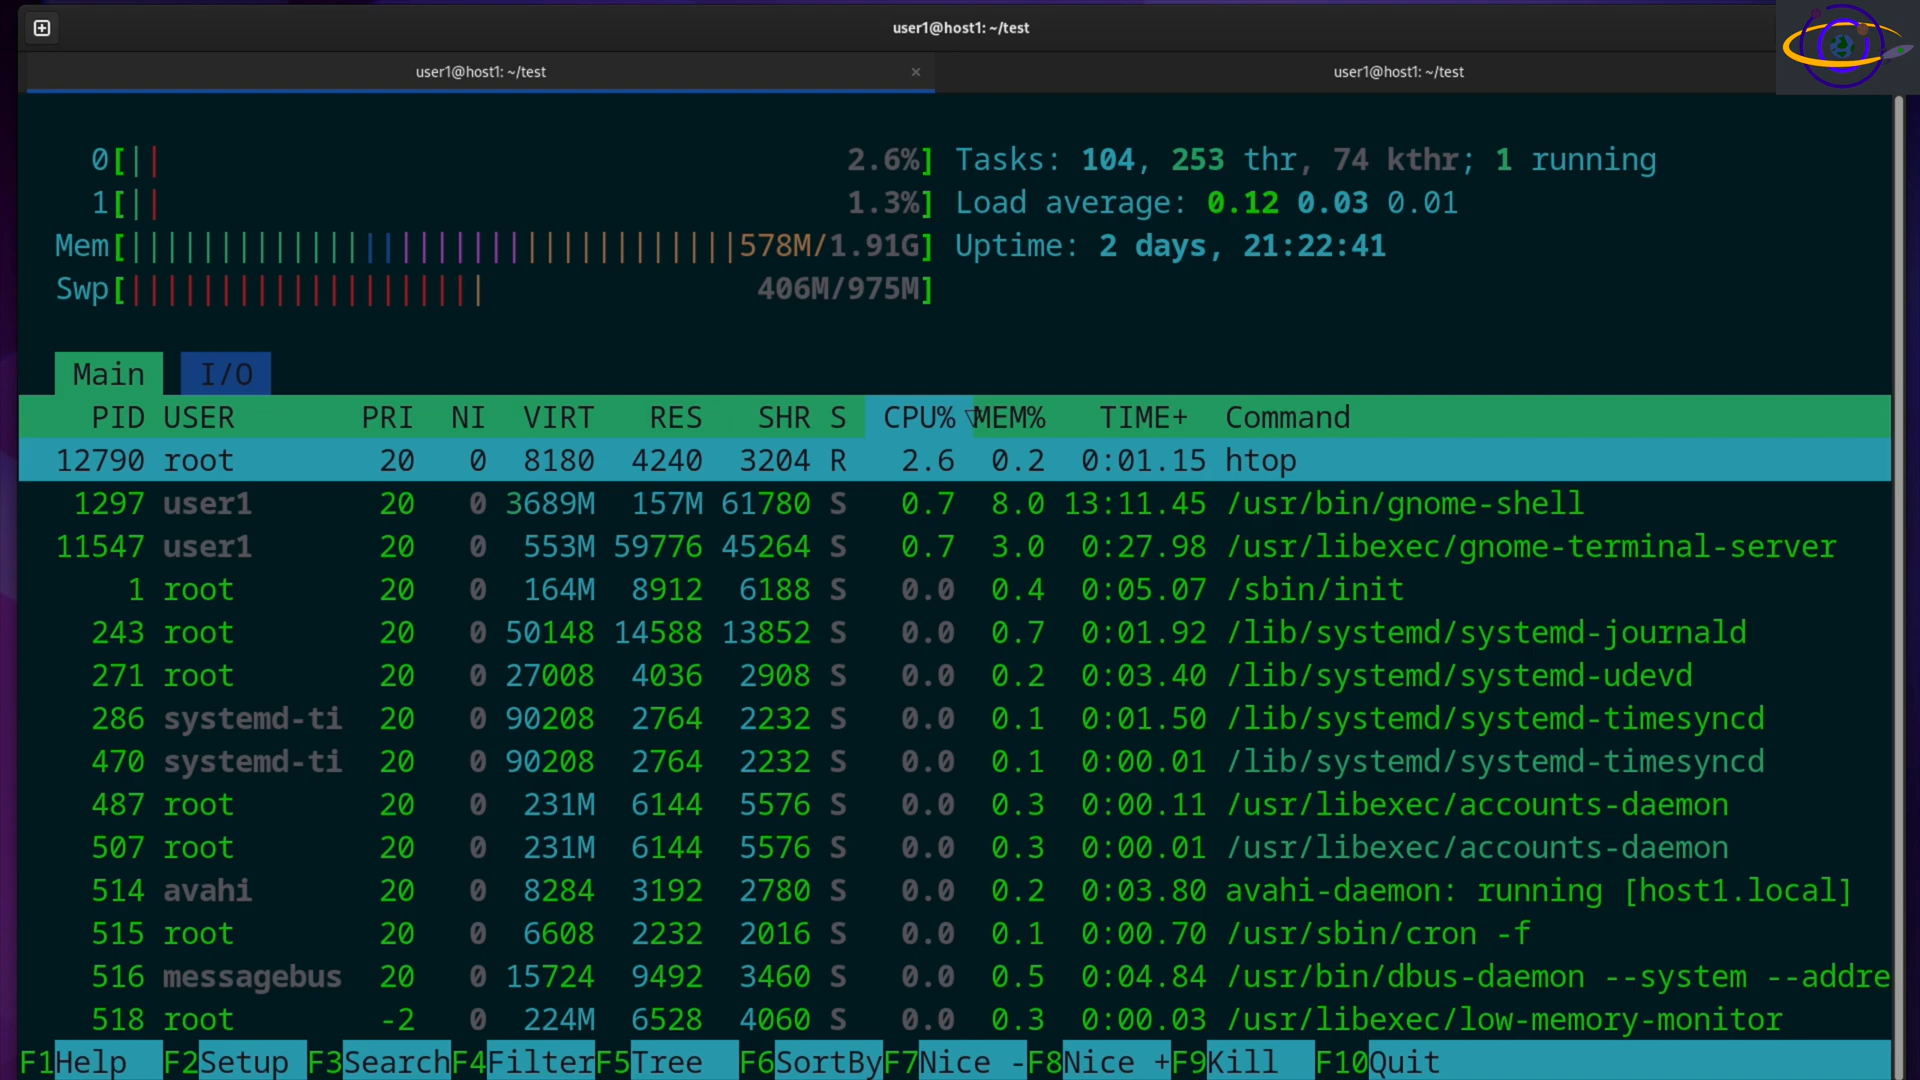 user1@host1: ~/test
user1@host1: ~/test × user1@host1: ~/test
0[|| 2.6%] Tasks: 104, 253 thr, 74 kthr; 1 running
1[|| 1.3%] Load average: 0.12 0.03 0.01
Mem[||||||||||||||||||||||||||||||||||578M/1.91G] Uptime: 2 days, 21:22:41
Swp[|||||||||||||||||||| 406M/975M]
Main I/O
PID USER PRI NI VIRT RES SHR S CPU%▽MEM% TIME+ Command
12790 root 20 0 8180 4240 3204 R 2.6 0.2 0:01.15 htop
1297 user1 20 0 3689M 157M 61780 S 0.7 8.0 13:11.45 /usr/bin/gnome-shell
11547 user1 20 0 553M 59776 45264 S 0.7 3.0 0:27.98 /usr/libexec/gnome-terminal-server
1 root 20 0 164M 8912 6188 S 0.0 0.4 0:05.07 /sbin/init
243 root 20 0 50148 14588 13852 S 0.0 0.7 0:01.92 /lib/systemd/systemd-journald
271 root 20 0 27008 4036 2908 S 0.0 0.2 0:03.40 /lib/systemd/systemd-udevd
286 systemd-ti 20 0 90208 2764 2232 S 0.0 0.1 0:01.50 /lib/systemd/systemd-timesyncd
470 systemd-ti 20 0 90208 2764 2232 S 0.0 0.1 0:00.01 /lib/systemd/systemd-timesyncd
487 root 20 0 231M 6144 5576 S 0.0 0.3 0:00.11 /usr/libexec/accounts-daemon
507 root 20 0 231M 6144 5576 S 0.0 0.3 0:00.01 /usr/libexec/accounts-daemon
514 avahi 20 0 8284 3192 2780 S 0.0 0.2 0:03.80 avahi-daemon: running [host1.local]
515 root 20 0 6608 2232 2016 S 0.0 0.1 0:00.70 /usr/sbin/cron -f
516 messagebus 20 0 15724 9492 3460 S 0.0 0.5 0:04.84 /usr/bin/dbus-daemon --system --addre
518 root -2 0 224M 6528 4060 S 0.0 0.3 0:00.03 /usr/libexec/low-memory-monitor
F1Help F2Setup F3SearchF4FilterF5Tree F6SortByF7Nice -F8Nice +F9Kill F10Quit